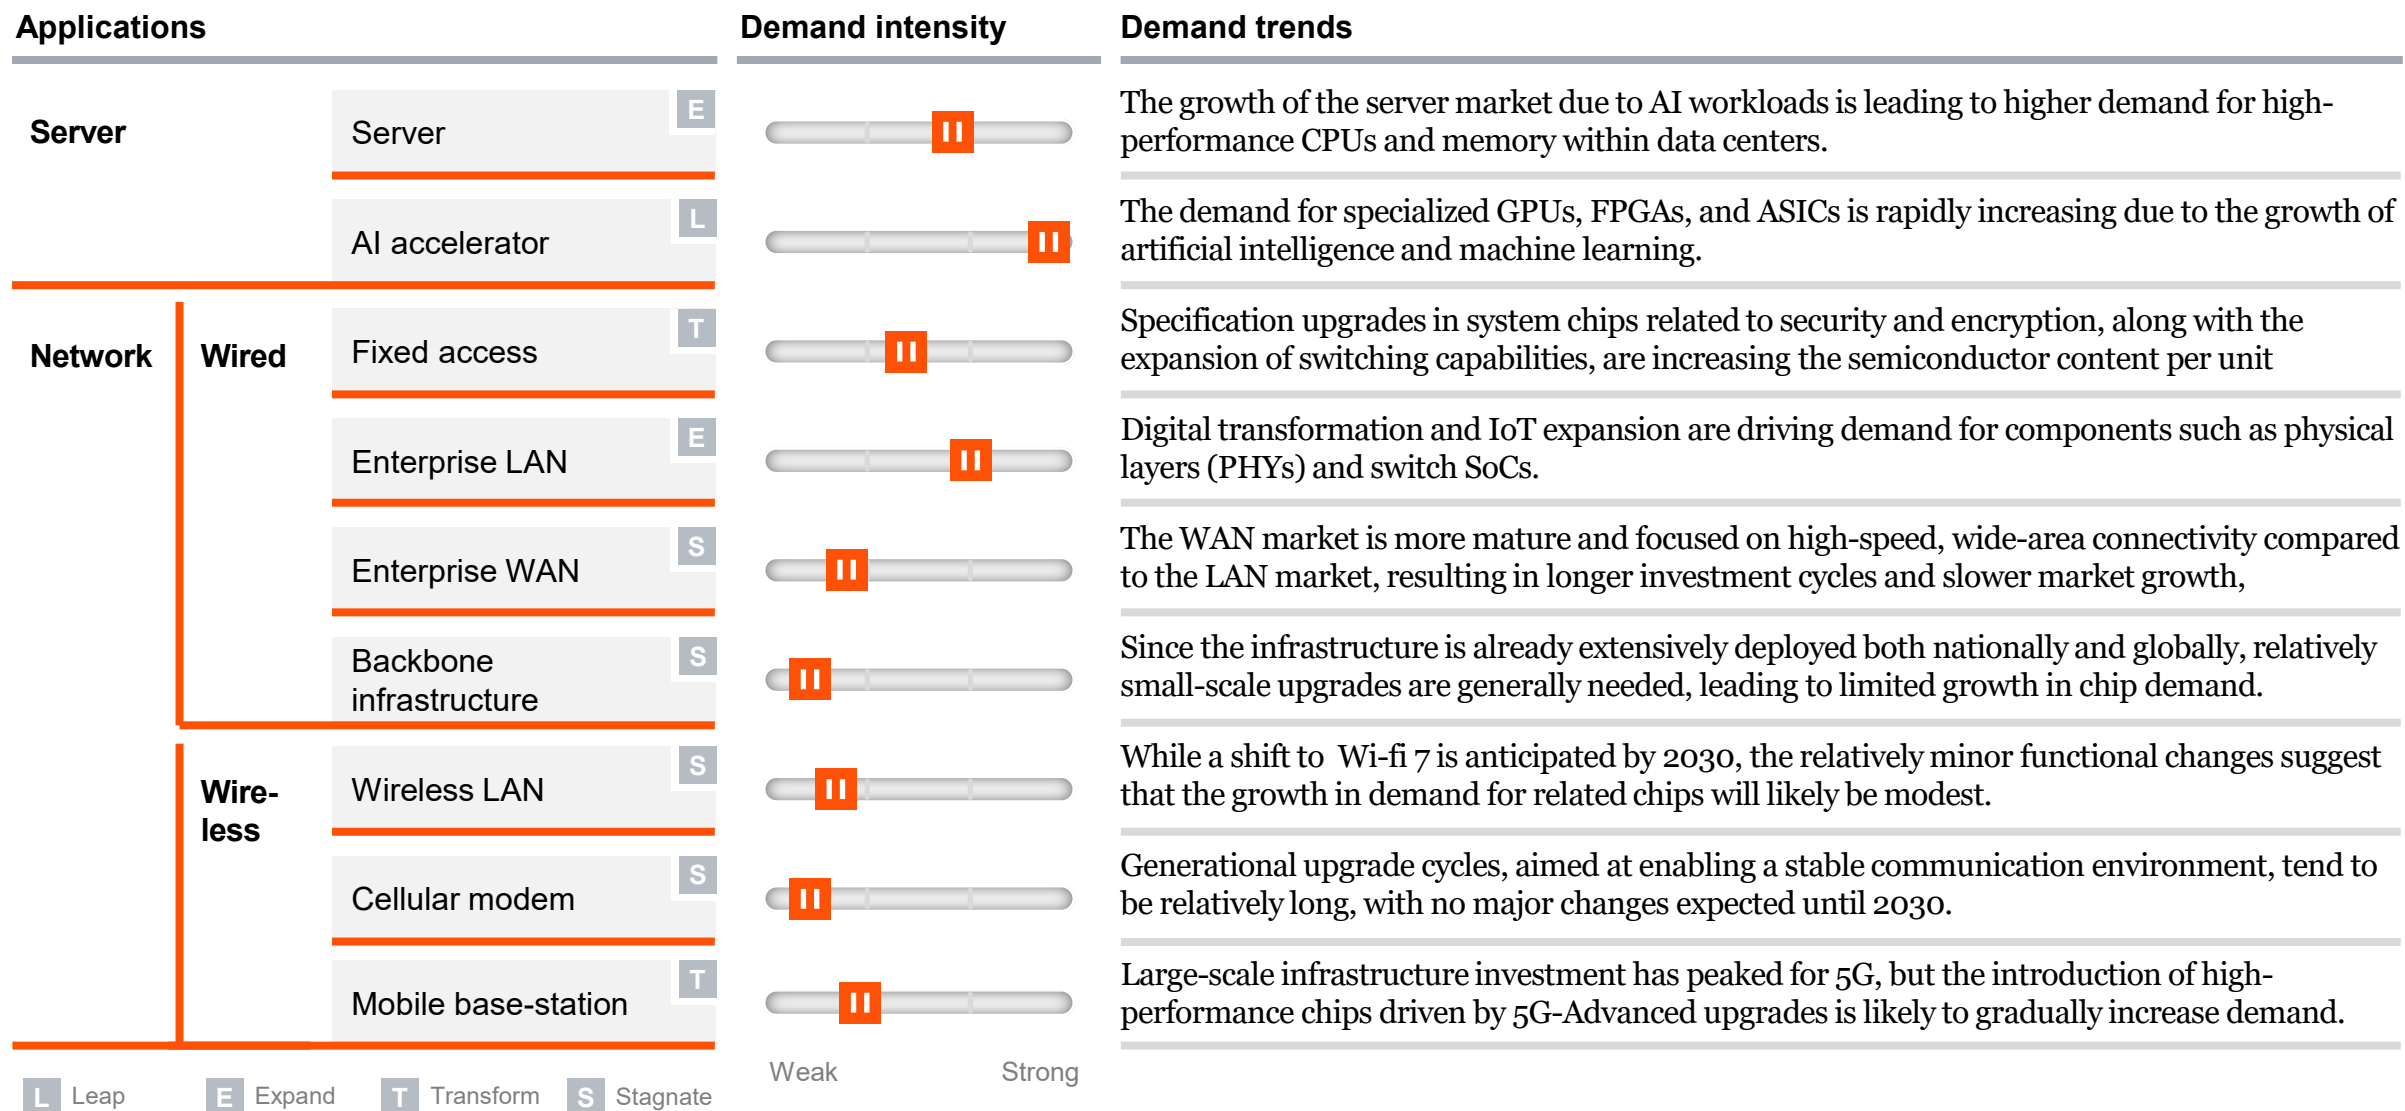 Applications
Demand intensity
Demand trends
Server
Server
E
The growth of the server market due to AI workloads is leading to higher demand for high-
performance CPUs and memory within data centers.
AI accelerator
L
The demand for specialized GPUs, FPGAs, and ASICs is rapidly increasing due to the growth of
artificial intelligence and machine learning.
Network
Wired
Fixed access
T
Specification upgrades in system chips related to security and encryption, along with the
expansion of switching capabilities, are increasing the semiconductor content per unit
Enterprise LAN
E
Digital transformation and IoT expansion are driving demand for components such as physical
layers (PHYs) and switch SoCs.
Enterprise WAN
S
The WAN market is more mature and focused on high-speed, wide-area connectivity compared
to the LAN market, resulting in longer investment cycles and slower market growth,
Backbone
infrastructure
S
Since the infrastructure is already extensively deployed both nationally and globally, relatively
small-scale upgrades are generally needed, leading to limited growth in chip demand.
Wire-
less
Wireless LAN
S
While a shift to Wi-fi 7 is anticipated by 2030, the relatively minor functional changes suggest
that the growth in demand for related chips will likely be modest.
Cellular modem
S
Generational upgrade cycles, aimed at enabling a stable communication environment, tend to
be relatively long, with no major changes expected until 2030.
Mobile base-station
T
Large-scale infrastructure investment has peaked for 5G, but the introduction of high-
performance chips driven by 5G-Advanced upgrades is likely to gradually increase demand.
Weak
Strong
L Leap
E Expand
T Transform
S Stagnate